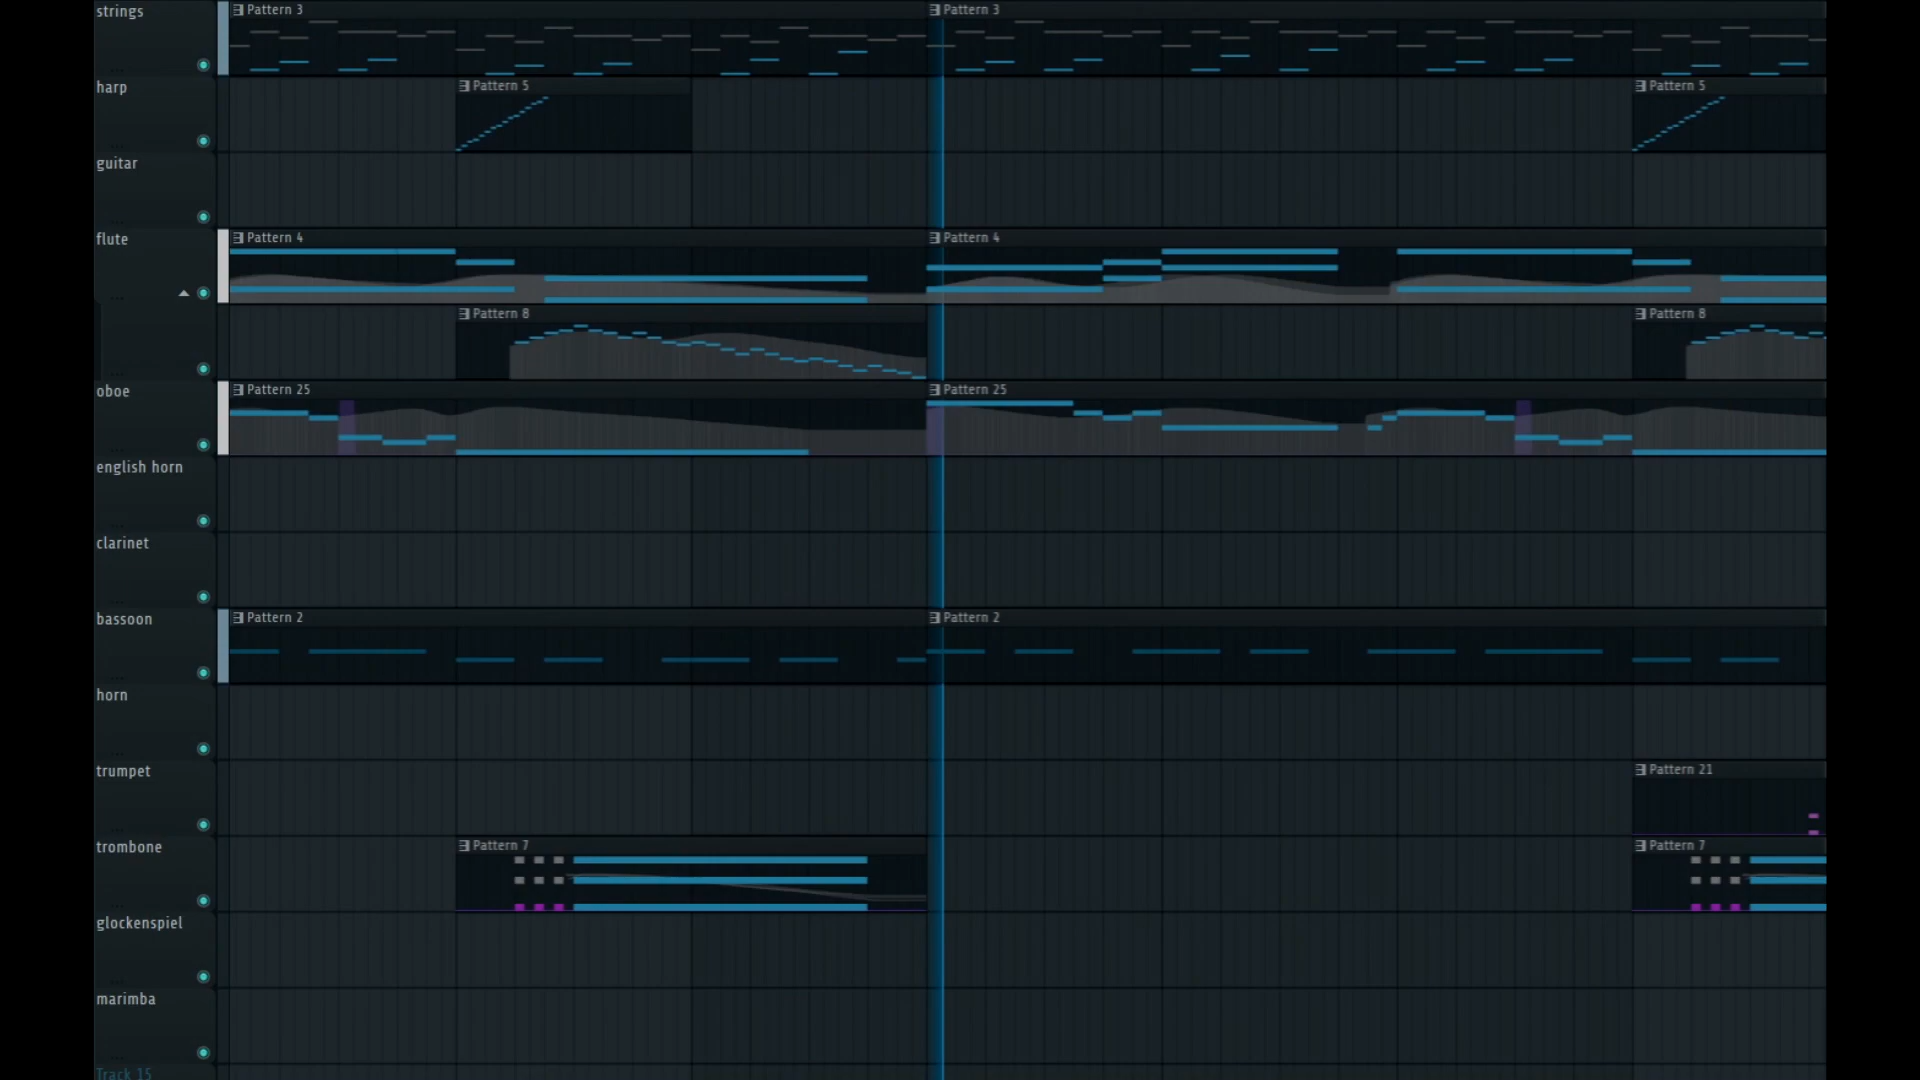 strings
Pattern 3
Pattern 3
harp
Pattern 5
Pattern 5
guitar
flute
Pattern 4
Pattern 4
Pattern 8
Pattern 8
oboe
Pattern 25
Pattern 25
english horn
clarinet
bassoon
Pattern 2
Pattern 2
horn
trumpet
Pattern 21
trombone
Pattern 7
Pattern 7
glockenspiel
marimba
Track 15